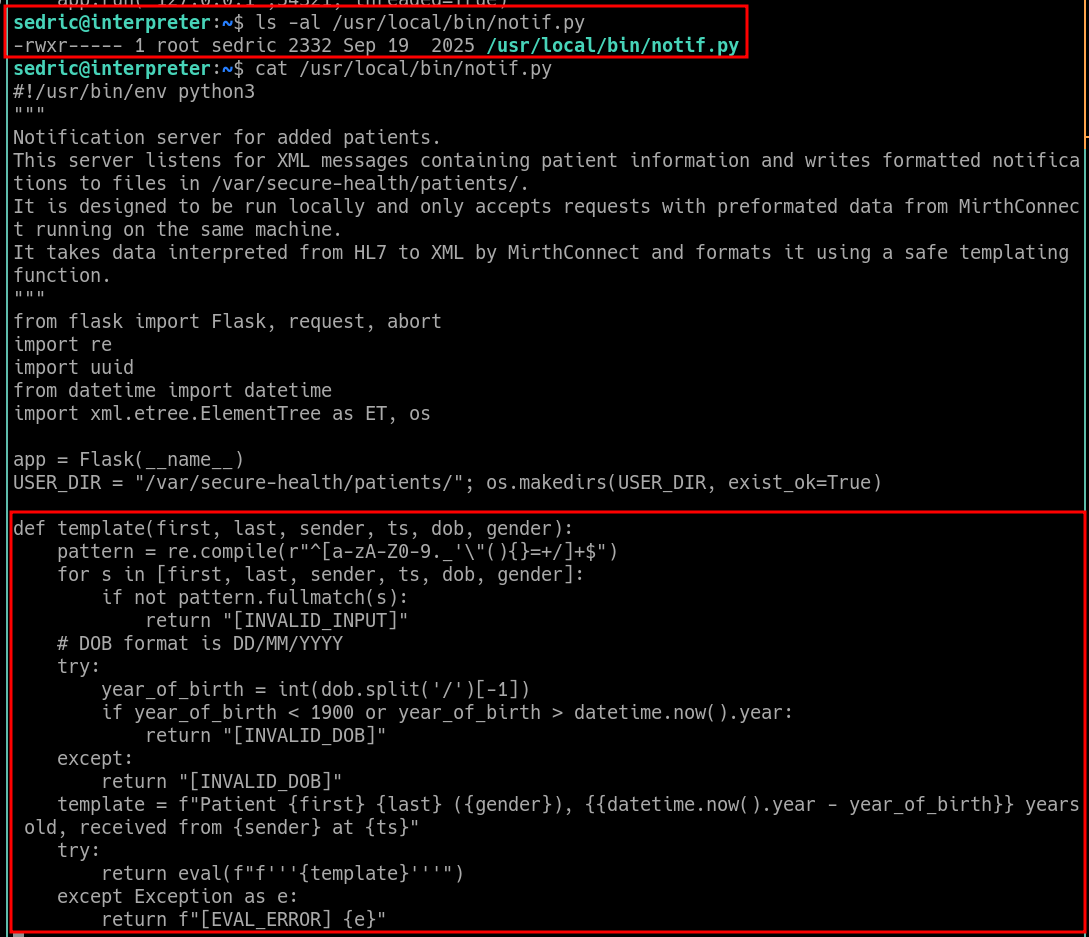 app.run('127.0.0.1',54321, threaded=True)
sedric@interpreter:~$ ls -al /usr/local/bin/notif.py
-rwxr----- 1 root sedric 2332 Sep 19  2025 /usr/local/bin/notif.py
sedric@interpreter:~$ cat /usr/local/bin/notif.py
#!/usr/bin/env python3
"""
Notification server for added patients.
This server listens for XML messages containing patient information and writes formatted notifica
tions to files in /var/secure-health/patients/.
It is designed to be run locally and only accepts requests with preformated data from MirthConnec
t running on the same machine.
It takes data interpreted from HL7 to XML by MirthConnect and formats it using a safe templating
function.
"""
from flask import Flask, request, abort
import re
import uuid
from datetime import datetime
import xml.etree.ElementTree as ET, os

app = Flask(__name__)
USER_DIR = "/var/secure-health/patients/"; os.makedirs(USER_DIR, exist_ok=True)

def template(first, last, sender, ts, dob, gender):
    pattern = re.compile(r"^[a-zA-Z0-9._'\"(){}=+/]+$")
    for s in [first, last, sender, ts, dob, gender]:
        if not pattern.fullmatch(s):
            return "[INVALID_INPUT]"
    # DOB format is DD/MM/YYYY
    try:
        year_of_birth = int(dob.split('/')[-1])
        if year_of_birth < 1900 or year_of_birth > datetime.now().year:
            return "[INVALID_DOB]"
    except:
        return "[INVALID_DOB]"
    template = f"Patient {first} {last} ({gender}), {{datetime.now().year - year_of_birth}} years
 old, received from {sender} at {ts}"
    try:
        return eval(f"f'''{template}'''")
    except Exception as e:
        return f"[EVAL_ERROR] {e}"